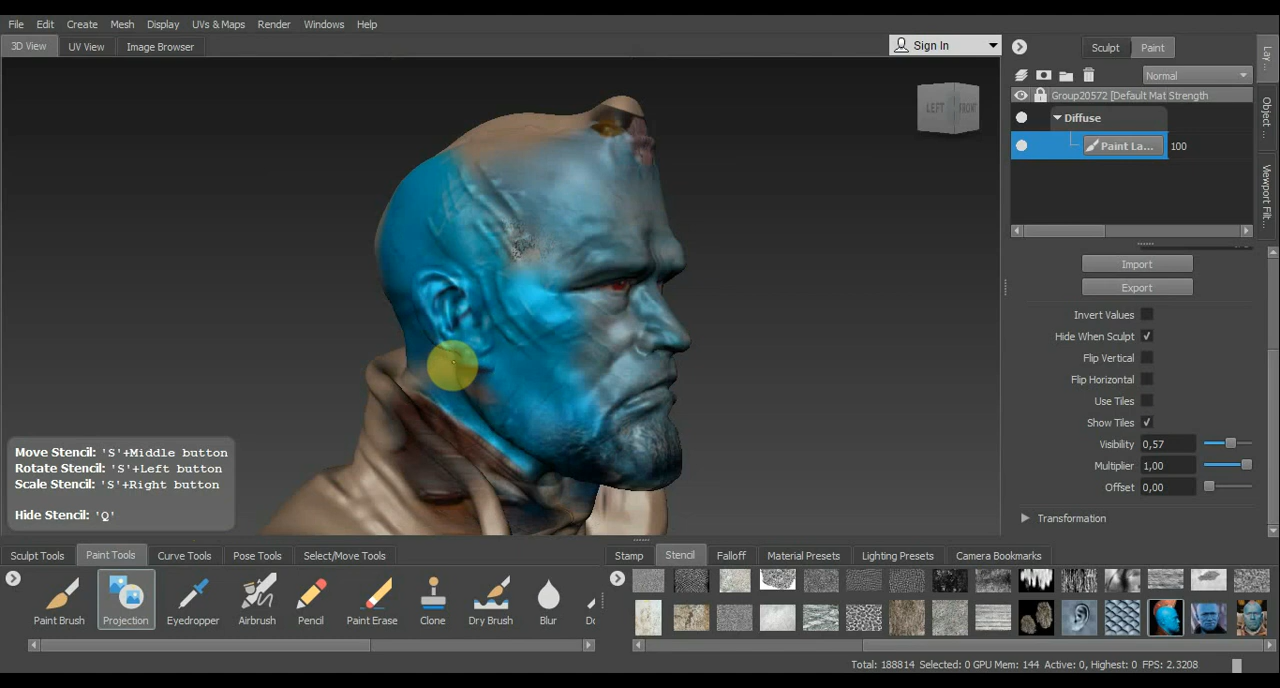 File Edit Create Mesh Display UVs & Maps Render Windows Help
3D View UV View Image Browser
Sign In
Sculpt Paint
Lay...
Normal
LEFT FRONT
Group20572 [Default Mat Strength
Object ...
Diffuse
Paint La... 100
Viewport Filt...
Import
Export
Invert Values
Hide When Sculpt
Flip Vertical
Flip Horizontal
Use Tiles
Show Tiles
Visibility 0,57
Multiplier 1,00
Offset 0,00
Transformation
Move Stencil: 'S'+Middle button
Rotate Stencil: 'S'+Left button
Scale Stencil: 'S'+Right button
Hide Stencil: 'Q'
Sculpt Tools Paint Tools Curve Tools Pose Tools Select/Move Tools
Stamp Stencil Falloff Material Presets Lighting Presets Camera Bookmarks
Paint Brush Projection Eyedropper Airbrush Pencil Paint Erase Clone Dry Brush Blur
Total: 188814 Selected: 0 GPU Mem: 144 Active: 0, Highest: 0 FPS: 2.3208